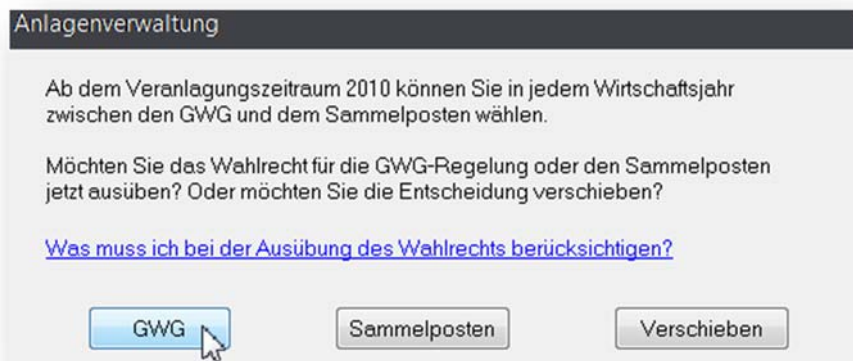 Anlagenverwaltung
Ab dem Veranlagungszeitraum 2010 können Sie in jedem Wirtschaftsjahr
zwischen den GWG und dem Sammelposten wählen.
Möchten Sie das Wahlrecht für die GWG-Regelung oder den Sammelposten
jetzt ausüben? Oder möchten Sie die Entscheidung verschieben?
Was muss ich bei der Ausübung des Wahlrechts berücksichtigen?
GWG Sammelposten Verschieben